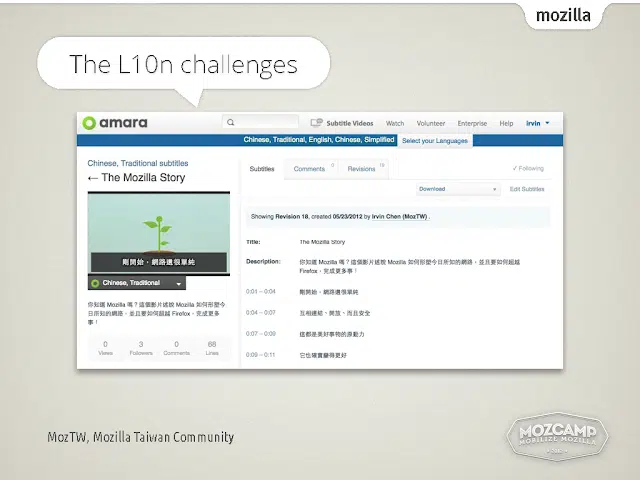 mozilla
The L10n challenges
amara
Subtitle Videos Watch Volunteer Enterprise Help irvin
Chinese, Traditional, English, Chinese, Simplified Select your Languages
Chinese, Traditional subtitles
← The Mozilla Story
剛開始，網路還很單純
Chinese, Traditional
你知道 Mozilla 嗎？這個影片述說 Mozilla 如何形塑今日所知的網路，並且要如何超越 Firefox，完成更多事！
0 3 0 68
Views Followers Comments Lines
Subtitles Comments 0 Revisions 18 ✓ Following
Download Edit Subtitles
Showing Revision 18, created 05/23/2012 by Irvin Chen (MozTW) .
Title: The Mozilla Story
Description: 你知道 Mozilla 嗎？這個影片述說 Mozilla 如何形塑今日所知的網路，並且要如何超越
Firefox，完成更多事！
0:01 – 0:04 剛開始，網路還很單純
0:04 – 0:07 互相連結、開放、而且安全
0:07 – 0:09 這都是美好事物的原動力
0:09 – 0:11 它也確實變得更好
MozTW, Mozilla Taiwan Community
MOZCAMP
MOBILIZE MOZILLA